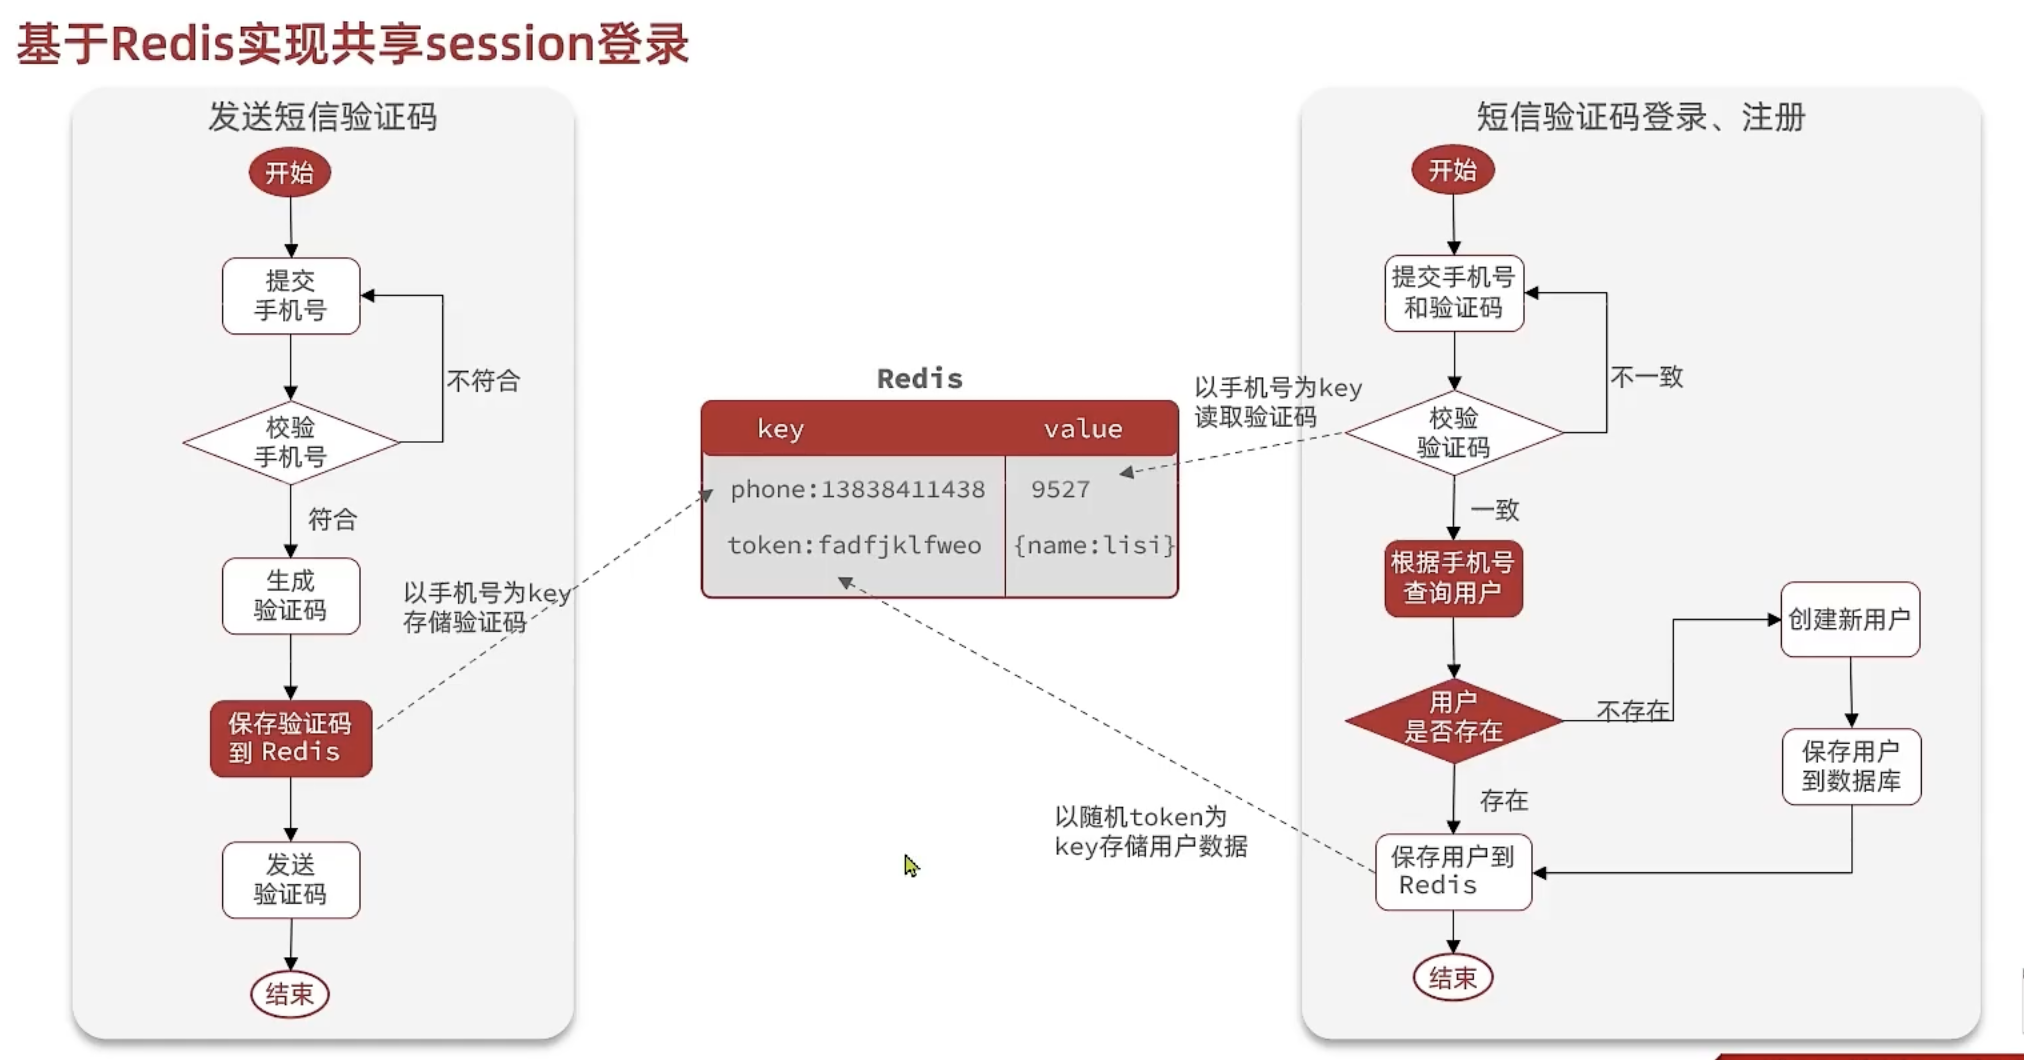 基于Redis实现共享session登录
发送短信验证码
开始
提交
手机号
不符合
校验
手机号
符合
生成
验证码
以手机号为key
存储验证码
保存验证码
到 Redis
发送
验证码
结束
Redis
key value
phone:13838411438 9527
token:fadfjklfweo {name:lisi}
以手机号为key
读取验证码
以随机token为
key存储用户数据
短信验证码登录、注册
开始
提交手机号
和验证码
不一致
校验
验证码
一致
根据手机号
查询用户
用户
是否存在
不存在
创建新用户
保存用户
到数据库
存在
保存用户到
Redis
结束